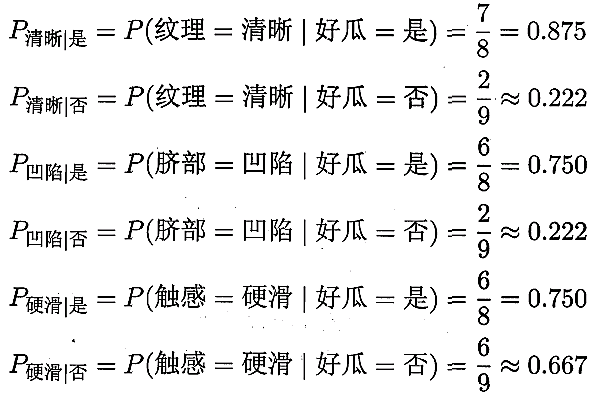 P清晰|是 = P(纹理 = 清晰 | 好瓜 = 是) = 7/8 = 0.875
P清晰|否 = P(纹理 = 清晰 | 好瓜 = 否) = 2/9 ≈ 0.222
P凹陷|是 = P(脐部 = 凹陷 | 好瓜 = 是) = 6/8 = 0.750
P凹陷|否 = P(脐部 = 凹陷 | 好瓜 = 否) = 2/9 ≈ 0.222
P硬滑|是 = P(触感 = 硬滑 | 好瓜 = 是) = 6/8 = 0.750
P硬滑|否 = P(触感 = 硬滑 | 好瓜 = 否) = 6/9 ≈ 0.667